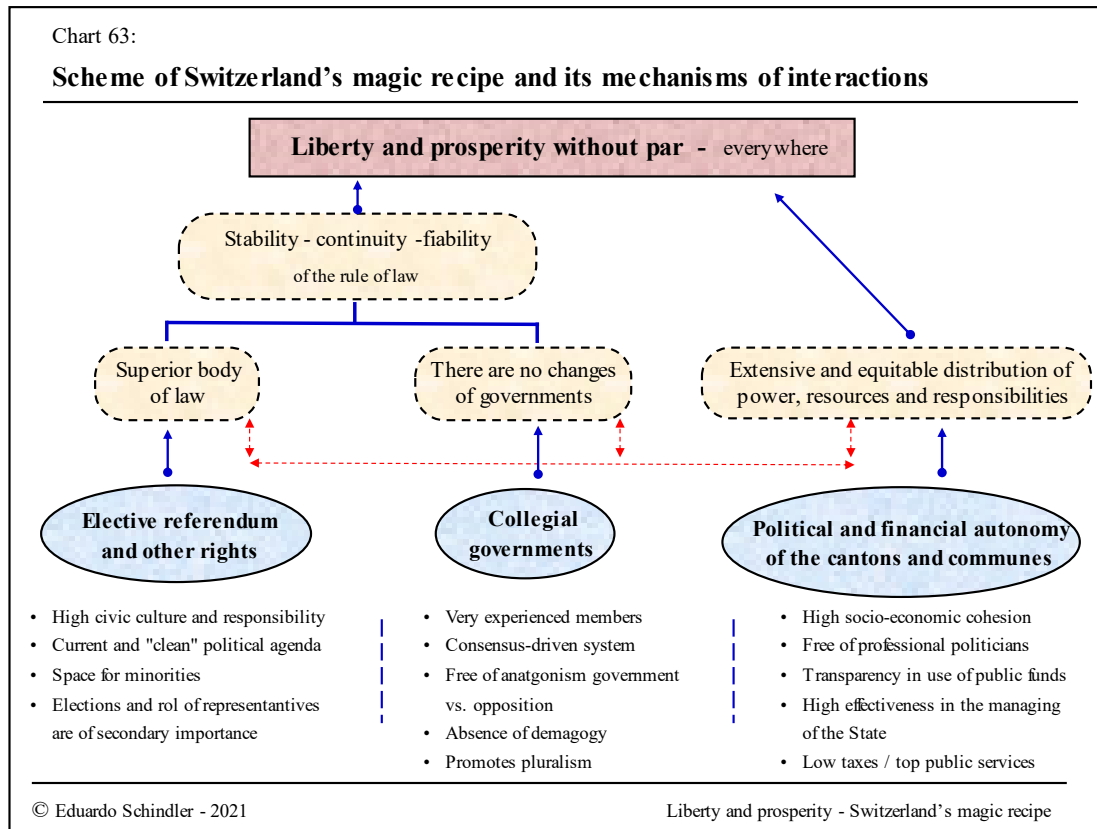 Chart 63:
Scheme of Switzerland's magic recipe and its mechanisms of interactions
Liberty and prosperity without par - everywhere
Stability - continuity -fiability
of the rule of law
Superior body
of law
There are no changes
of governments
Extensive and equitable distribution of
power, resources and responsibilities
Elective referendum
and other rights
Collegial
governments
Political and financial autonomy
of the cantons and communes
• High civic culture and responsibility
• Current and "clean" political agenda
• Space for minorities
• Elections and rol of representantives
are of secondary importance
• Very experienced members
• Consensus-driven system
• Free of anatgonism government
vs. opposition
• Absence of demagogy
• Promotes pluralism
• High socio-economic cohesion
• Free of professional politicians
• Transparency in use of public funds
• High effectiveness in the managing
of the State
• Low taxes / top public services
© Eduardo Schindler - 2021
Liberty and prosperity - Switzerland's magic recipe